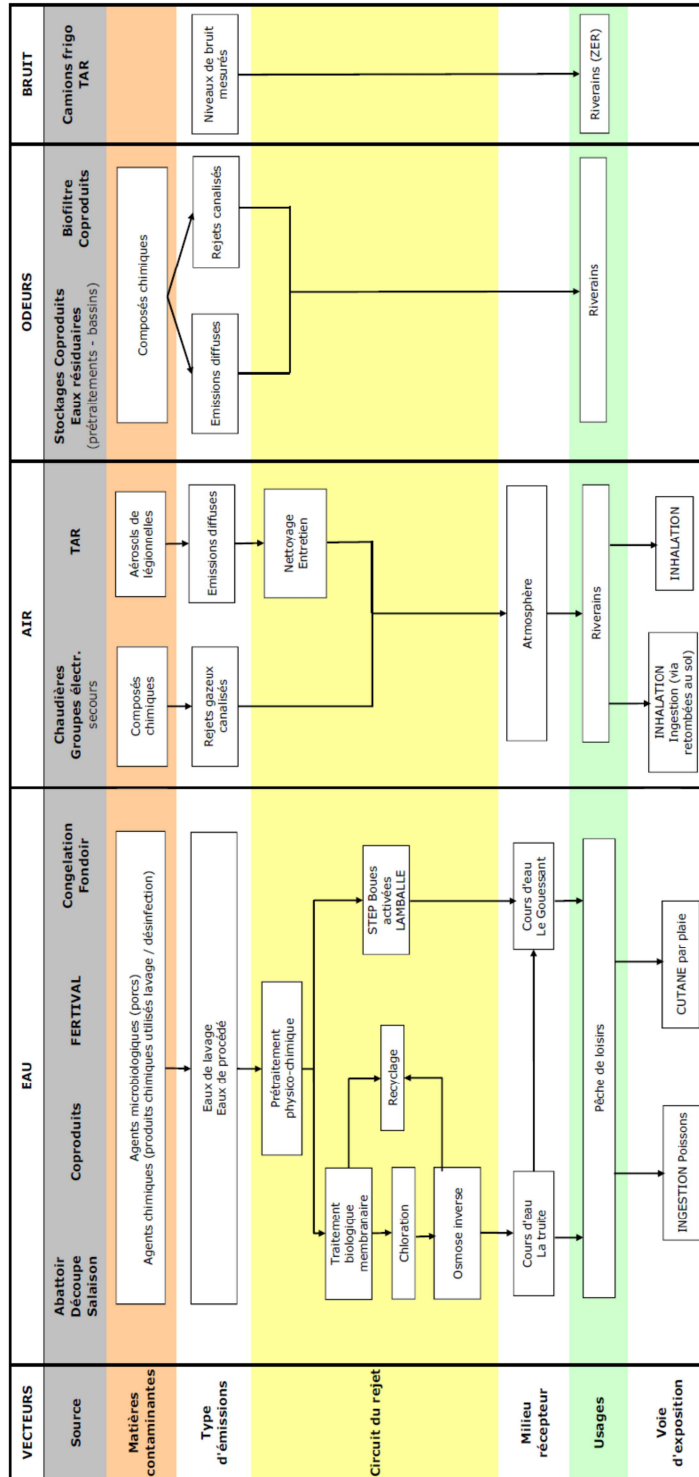 VECTEURS
EAU
AIR
ODEURS
BRUIT
Source
Abattoir
Découpe
Salaison
Coproduits
FERTIVAL
Congelation
Fondoir
Chaudières
Groupes électr.
secours
TAR
Stockages Coproduits
Eaux résiduaires
(prétraitements - bassins)
Biofiltre
Coproduits
Camions frigo
TAR
Matières
contaminantes
Agents microbiologiques (porcs)
Agents chimiques (produits chimiques utilisés lavage / désinfection)
Composés
chimiques
Aérosols de
légionnelles
Composés chimiques
Type
d'émissions
Eaux de lavage
Eaux de procédé
Rejets gazeux
canalisés
Emissions diffuses
Emissions diffuses
Rejets canalisés
Niveaux de bruit
mesurés
Circuit du rejet
Prétraitement
physico-chimique
Traitement
biologique
membranaire
Chloration
Osmose inverse
Recyclage
STEP Boues
activées
LAMBALLE
Nettoyage
Entretien
Milieu
récepteur
Cours d'eau
La truite
Cours d'eau
Le Gouessant
Atmosphère
Usages
Pêche de loisirs
Riverains
Riverains
Riverains (ZER)
Voie
d'exposition
INGESTION Poissons
CUTANE par plaie
INHALATION
Ingestion (via
retombées au sol)
INHALATION